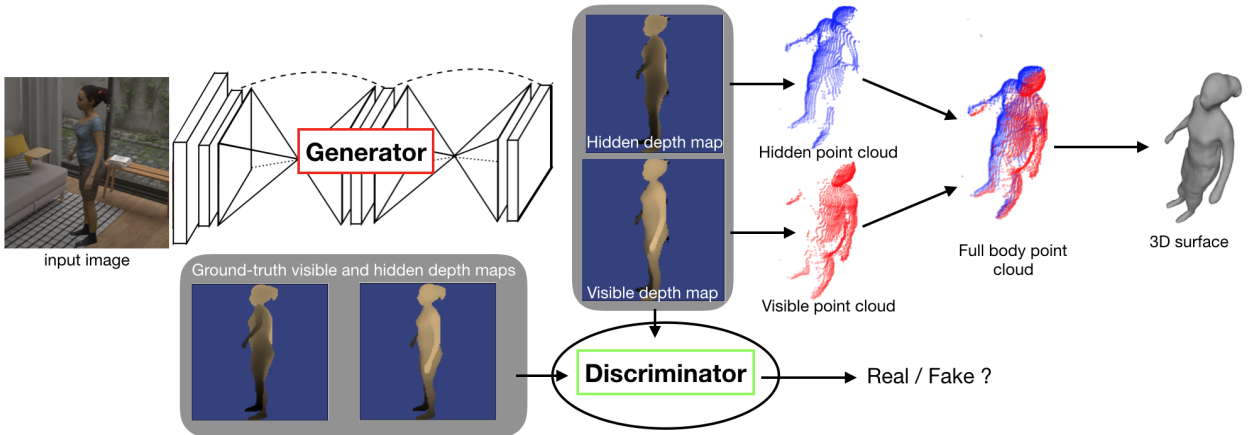 input image
Generator
Hidden depth map
Visible depth map
Hidden point cloud
Visible point cloud
Full body point
cloud
3D surface
Ground-truth visible and hidden depth maps
Discriminator
Real / Fake ?